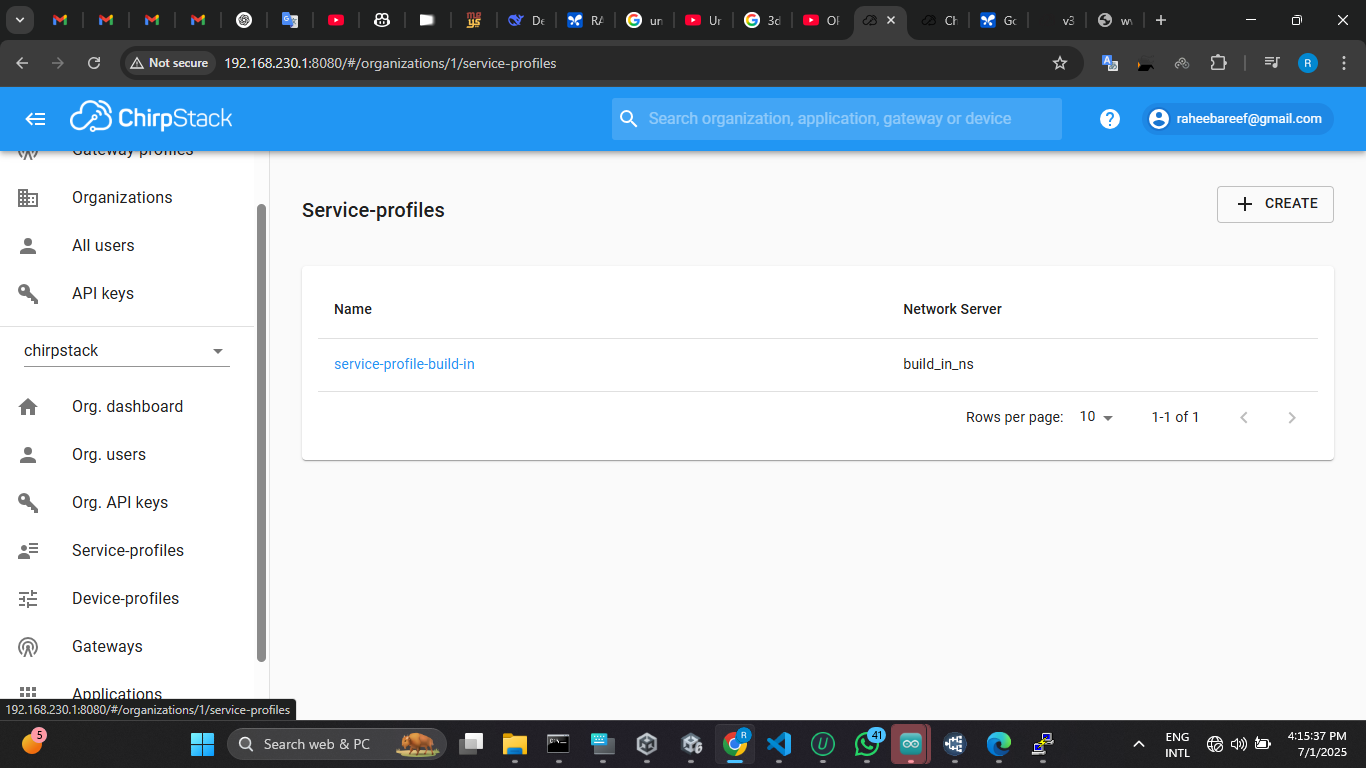 De
RA
ur
Ur
3d
Ol
Ch
Go
v3
Not secure
192.168.230.1:8080/#/organizations/1/service-profiles
R
ChirpStack
Search organization, application, gateway or device
?
raheebareef@gmail.com
Gateway profiles
Organizations
All users
API keys
chirpstack
Org. dashboard
Org. users
Org. API keys
Service-profiles
Device-profiles
Gateways
Applications
Service-profiles
CREATE
Name
Network Server
service-profile-build-in
build_in_ns
Rows per page:
10
1-1 of 1
192.168.230.1:8080/#/organizations/1/service-profiles
5
Search web & PC
R
41
ENG
INTL
4:15:37 PM
7/1/2025